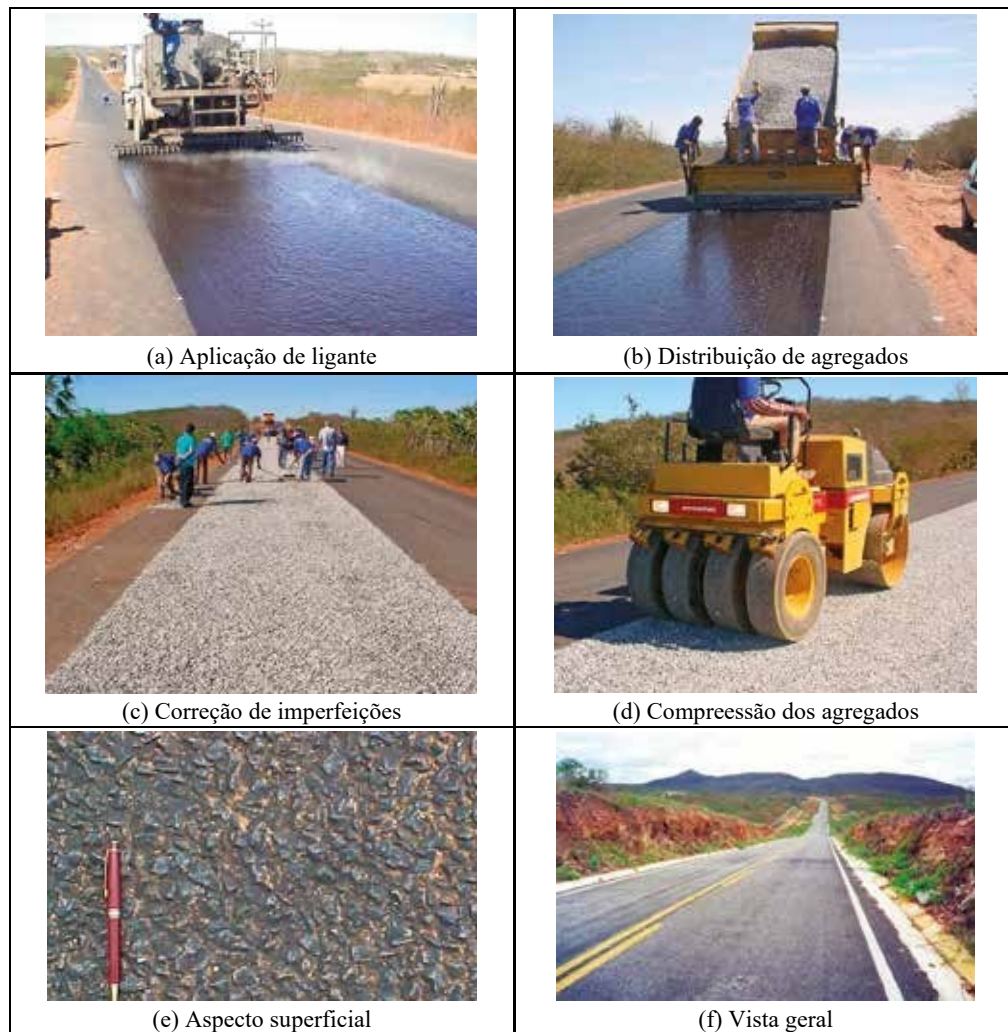 (a) Aplicação de ligante
(b) Distribuição de agregados
(c) Correção de imperfeições
(d) Compreessão dos agregados
(e) Aspecto superficial
(f) Vista geral